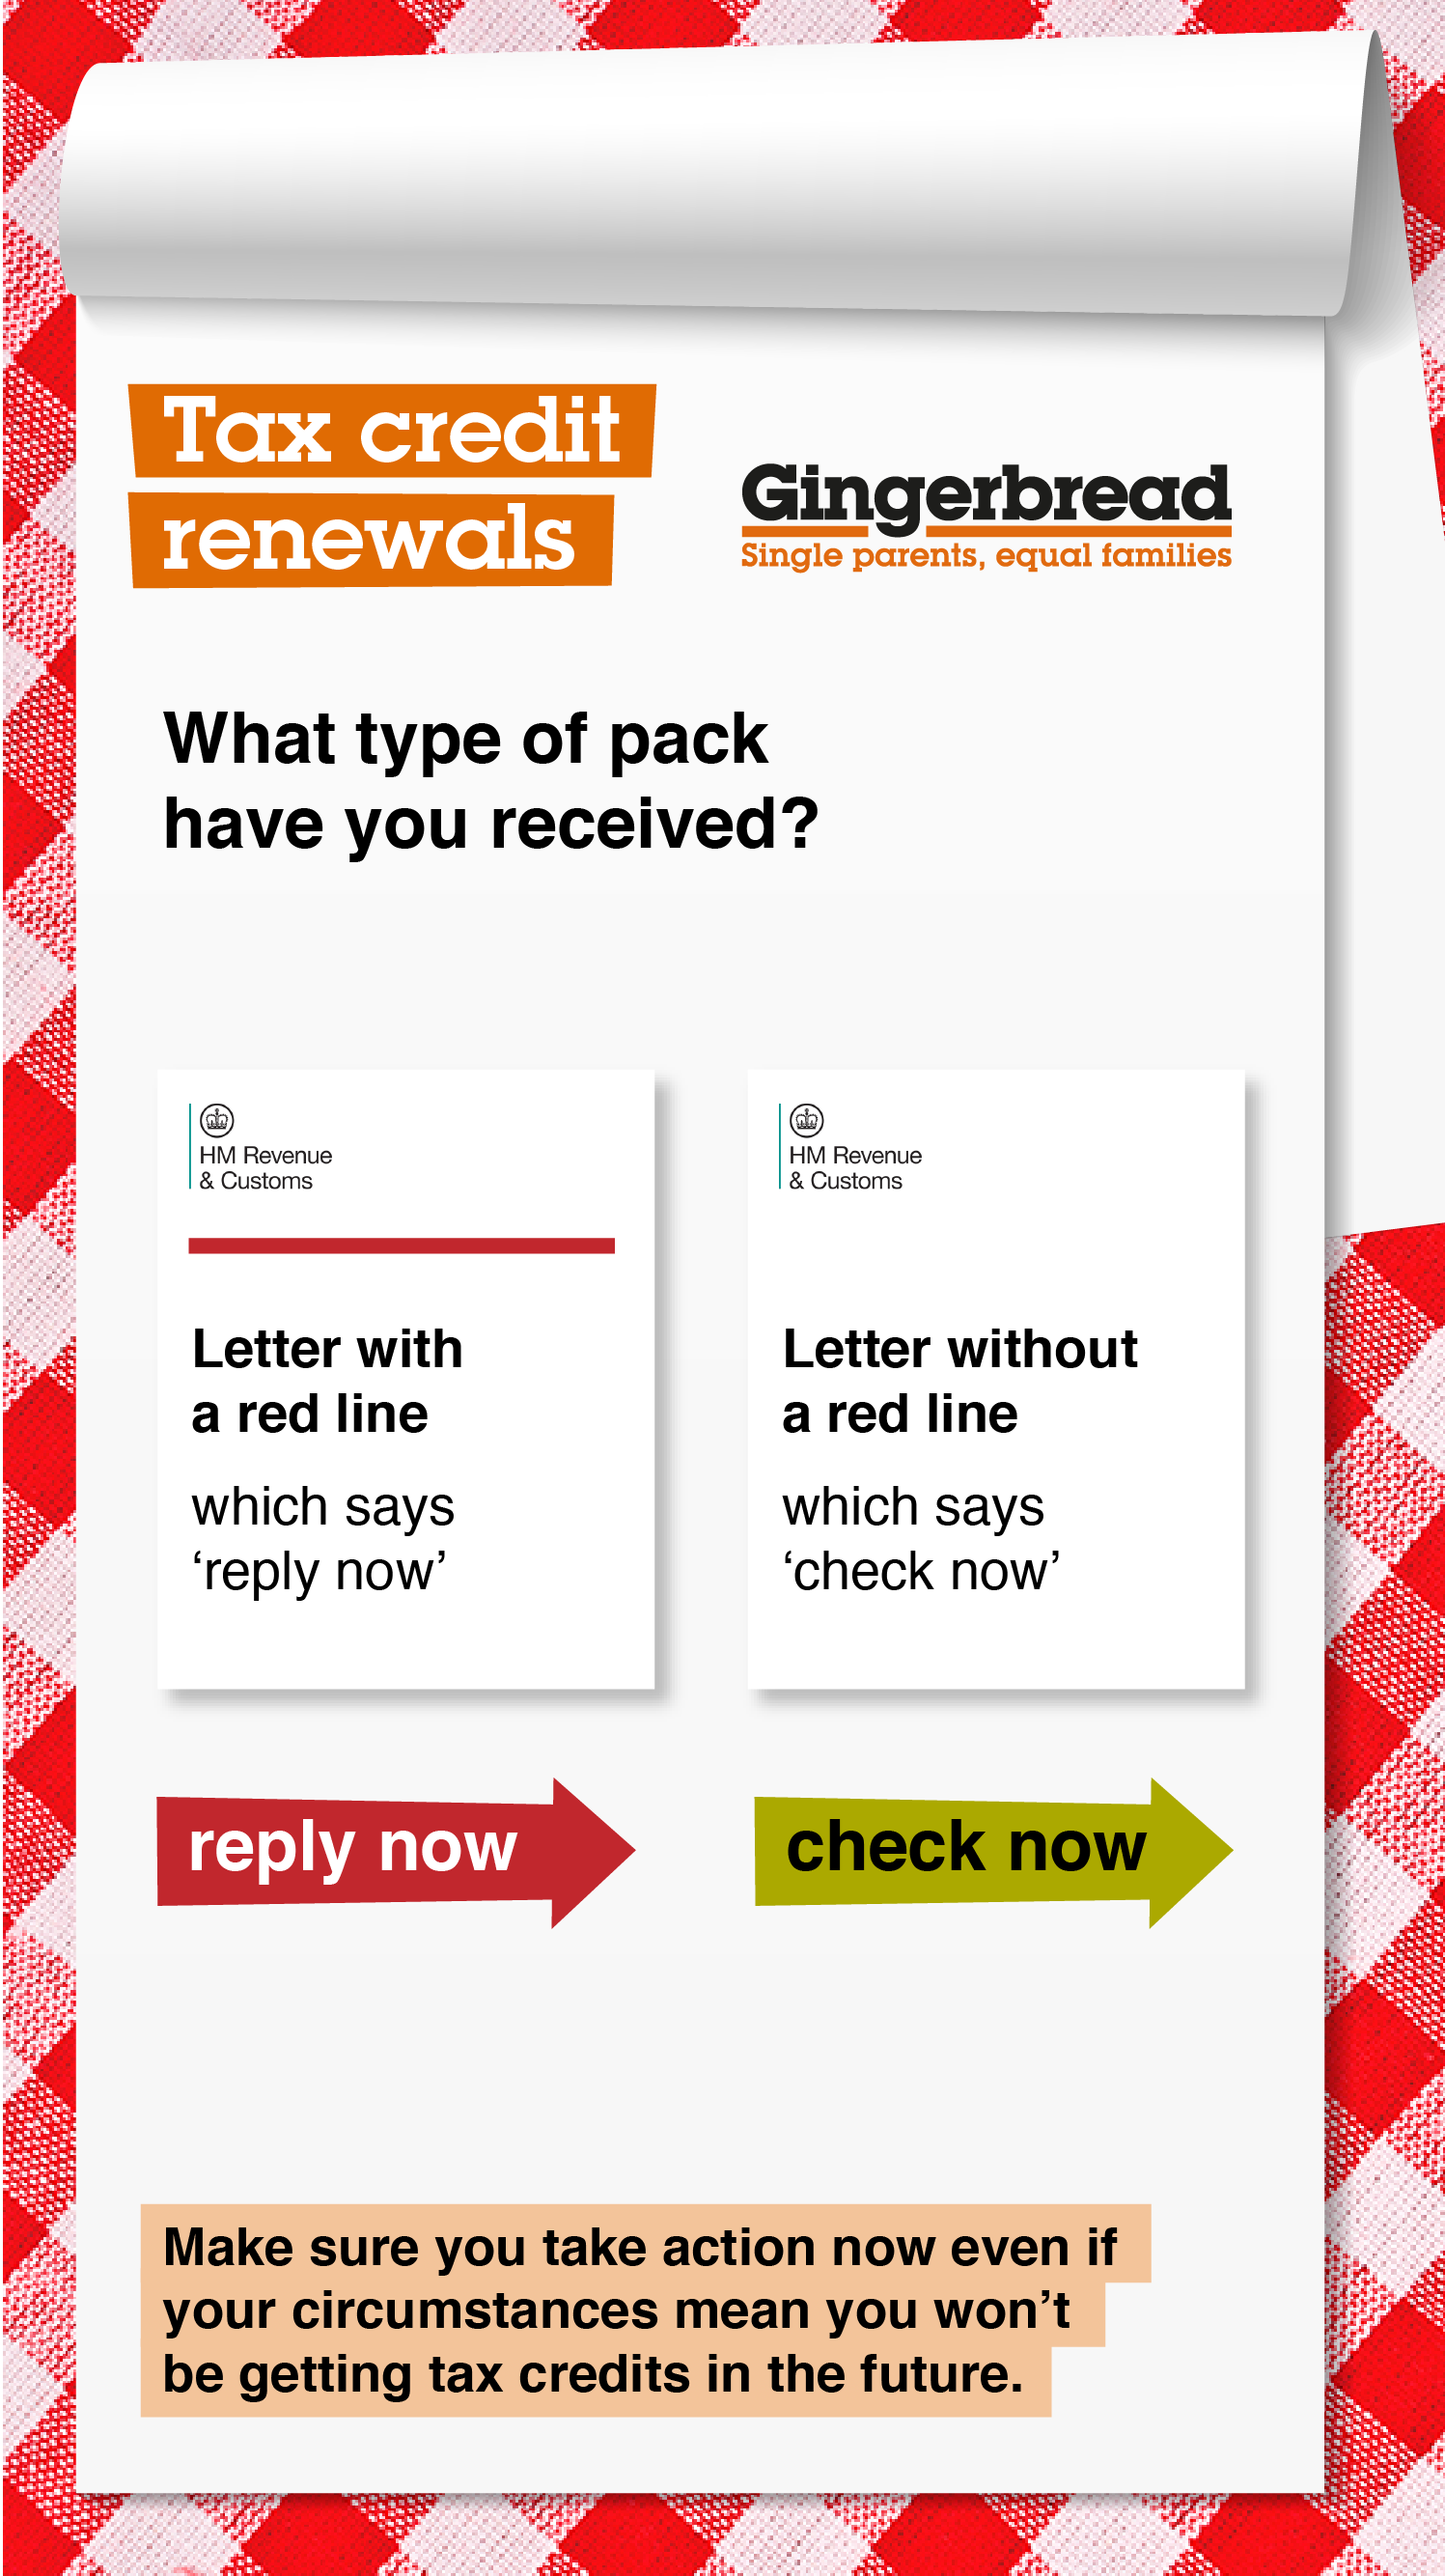 Tax credit
renewals
Gingerbread
Single parents, equal families
What type of pack
have you received?
HM Revenue
& Customs
Letter with
a red line
which says
‘reply now’
reply now
HM Revenue
& Customs
Letter without
a red line
which says
‘check now’
check now
Make sure you take action now even if
your circumstances mean you won’t
be getting tax credits in the future.